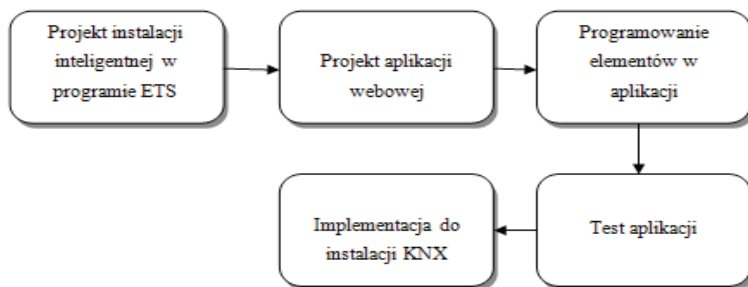 Projekt instalacji
inteligentnej w
programie ETS
Projekt aplikacji
webowej
Programowanie
elementów w
aplikacji
Test aplikacji
Implementacja do
instalacji KNX